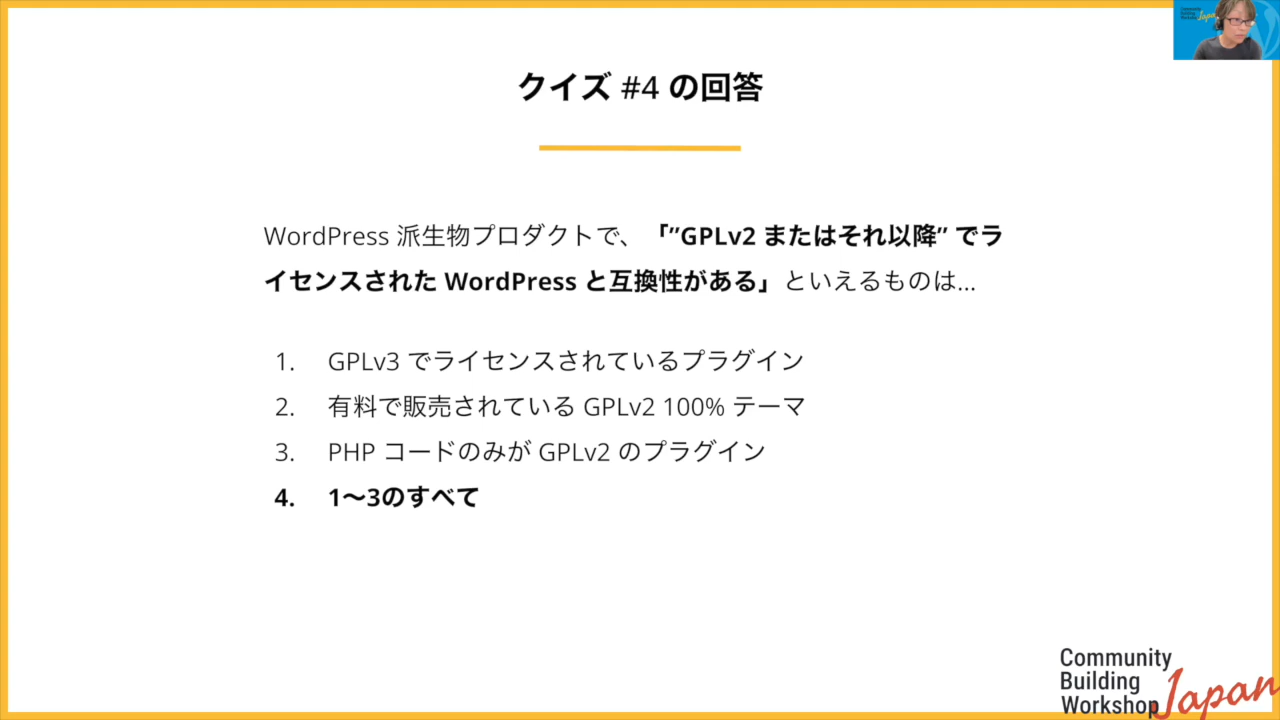 クイズ #4 の回答
WordPress 派生物プロダクトで、「”GPLv2 またはそれ以降” でラ
イセンスされた WordPress と互換性がある」といえるものは...
1. GPLv3 でライセンスされているプラグイン
2. 有料で販売されている GPLv2 100% テーマ
3. PHP コードのみが GPLv2 のプラグイン
4. 1〜3のすべて
Community
Building
Workshop Japan
Community
Building
Workshop Japan